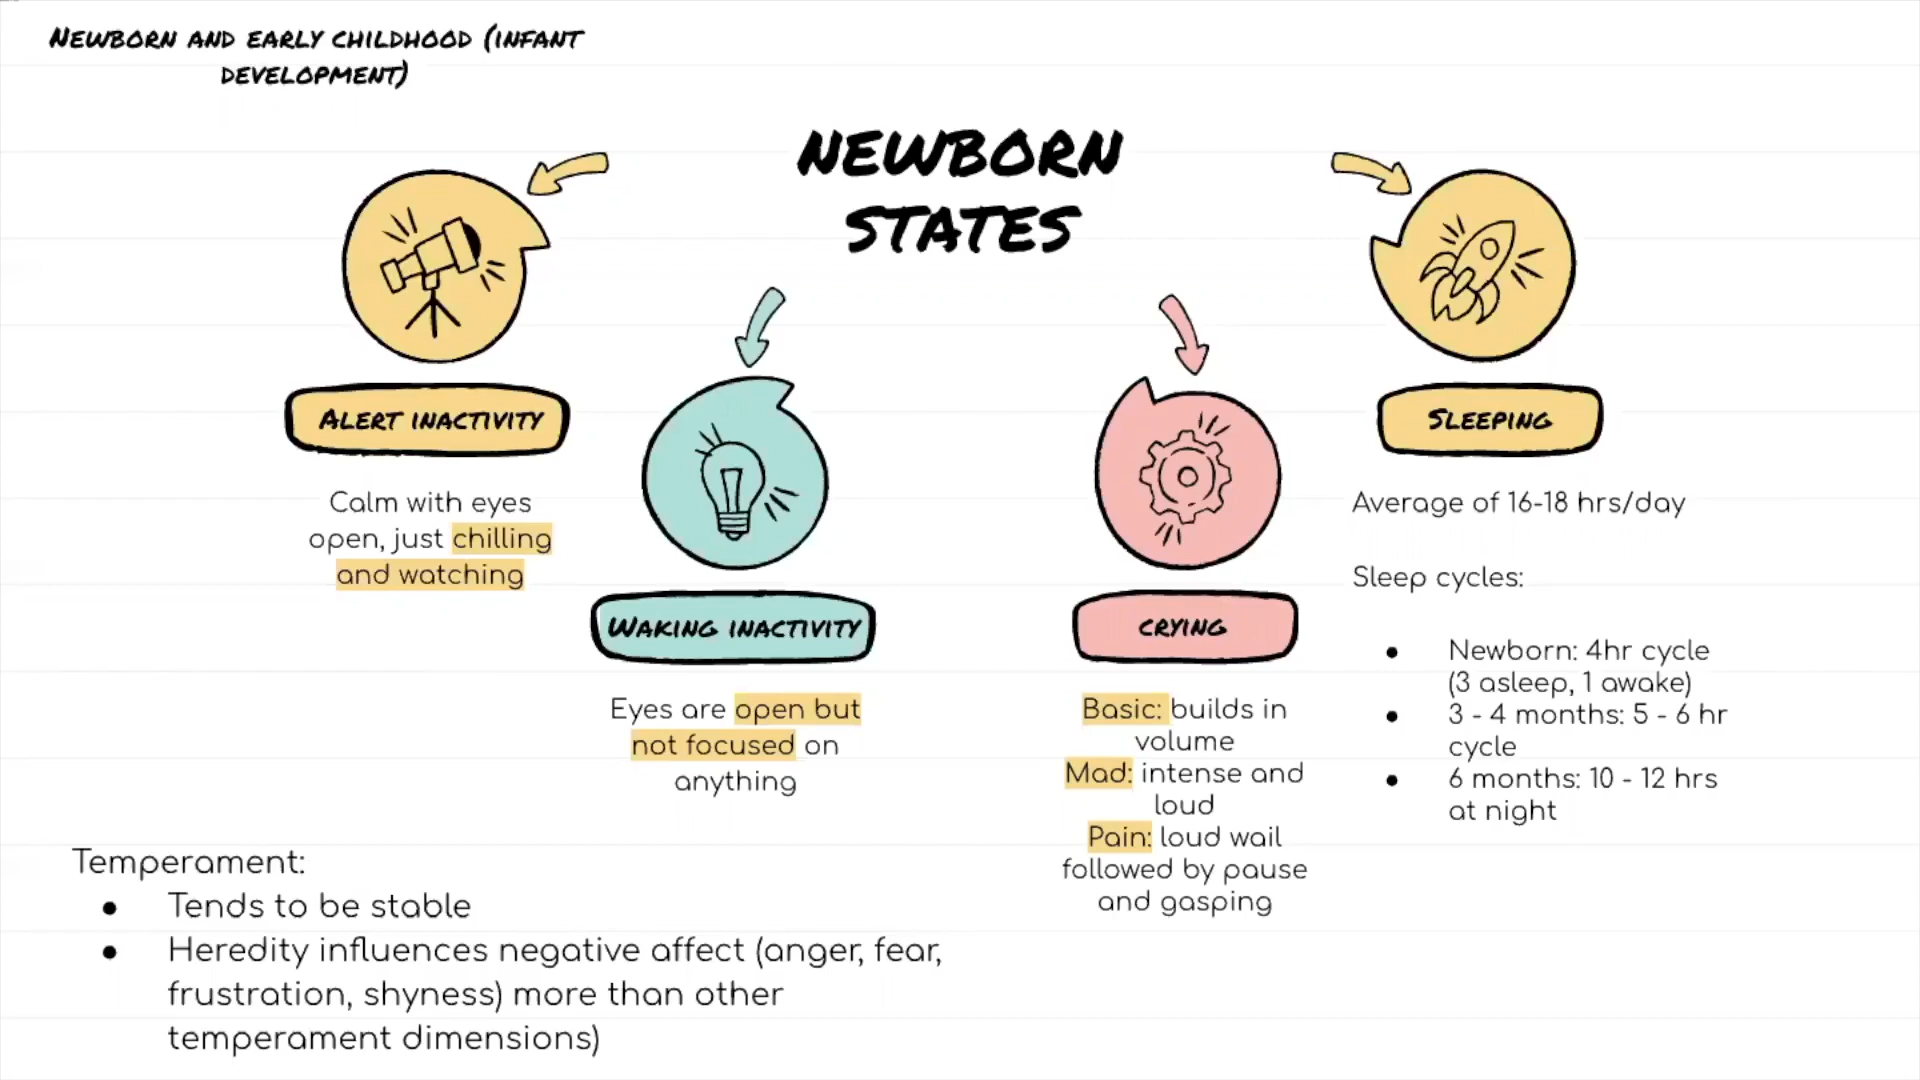 Newborn and early childhood (infant
development)
Newborn
States
Alert inactivity
Calm with eyes
open, just chilling
and watching
Waking inactivity
Eyes are open but
not focused on
anything
crying
Basic: builds in
volume
Mad: intense and
loud
Pain: loud wail
followed by pause
and gasping
Sleeping
Average of 16-18 hrs/day
Sleep cycles:
● Newborn: 4hr cycle
(3 asleep, 1 awake)
● 3 - 4 months: 5 - 6 hr
cycle
● 6 months: 10 - 12 hrs
at night
Temperament:
● Tends to be stable
● Heredity influences negative affect (anger, fear,
frustration, shyness) more than other
temperament dimensions)